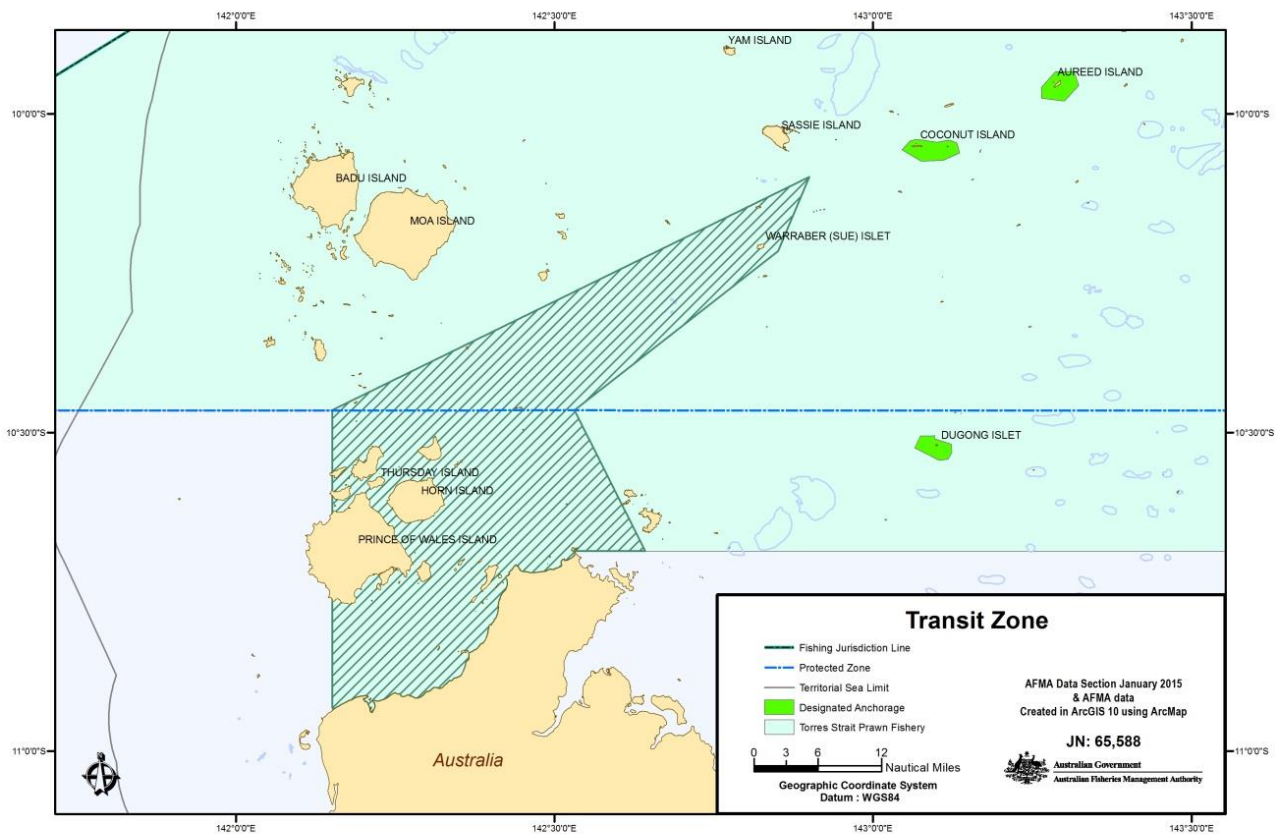 142°0'0"E
142°30'0"E
143°0'0"E
143°30'0"E
YAM ISLAND
AUREED ISLAND
10°0'0"S
10°0'0"S
SASSIE ISLAND
COCONUT ISLAND
BADU ISLAND
MOA ISLAND
WARRABER (SUE) ISLET
10°30'0"S
10°30'0"S
DUGONG ISLET
THURSDAY ISLAND
HORN ISLAND
PRINCE OF WALES ISLAND
Australia
11°0'0"S
11°0'0"S
Transit Zone
Fishing Jurisdiction Line
Protected Zone
Territorial Sea Limit
Designated Anchorage
Torres Strait Prawn Fishery
0 3 6 12
Nautical Miles
Geographic Coordinate System
Datum : WGS84
AFMA Data Section January 2015
& AFMA data
Created in ArcGIS 10 using ArcMap
JN: 65,588
Australian Government
Australian Fisheries Management Authority
142°0'0"E
142°30'0"E
143°0'0"E
143°30'0"E